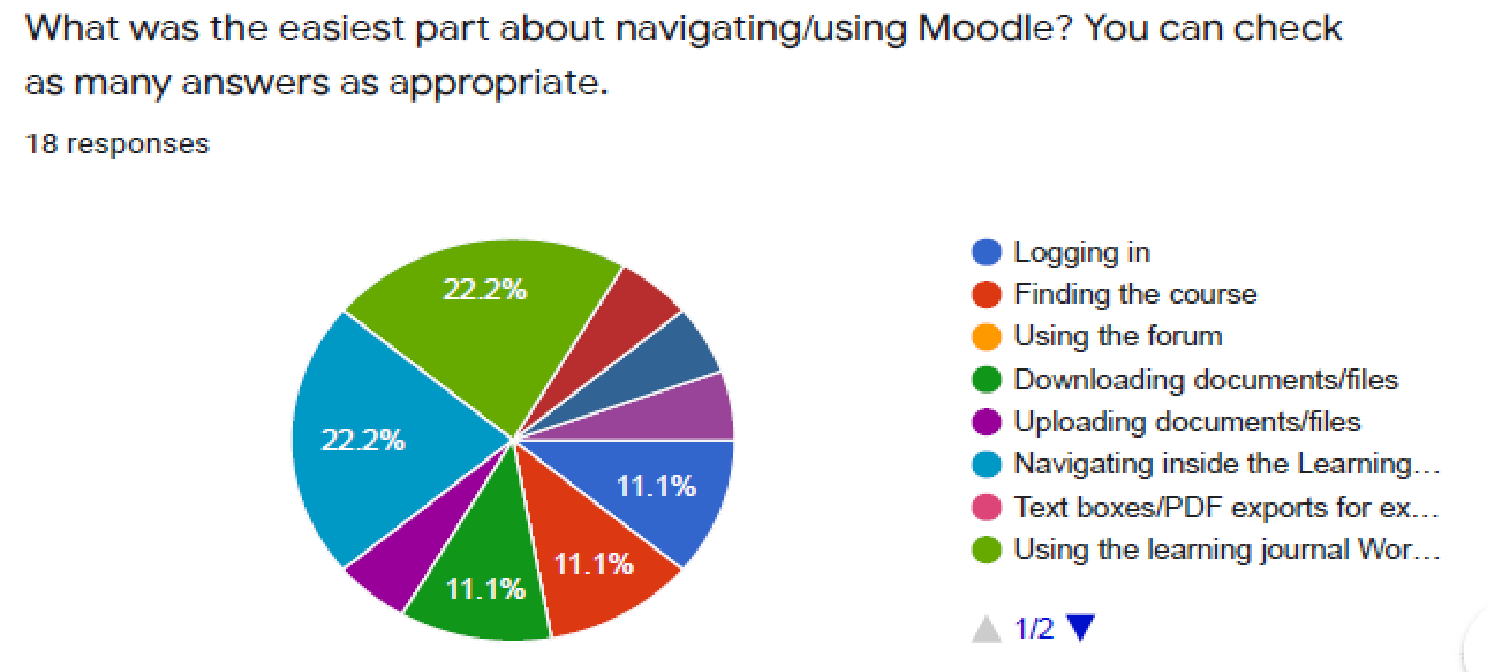 What was the easiest part about navigating/using Moodle? You can check
as many answers as appropriate.
18 responses
22.2%
22.2%
11.1%
11.1%
11.1%
Logging in
Finding the course
Using the forum
Downloading documents/files
Uploading documents/files
Navigating inside the Learning...
Text boxes/PDF exports for ex...
Using the learning journal Wor...
1/2